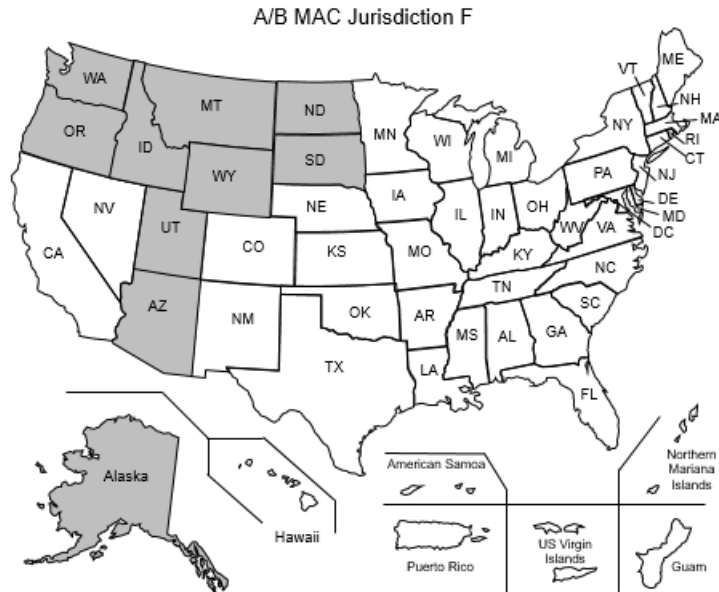 A/B MAC Jurisdiction F
WA
MT
ND
MN
VT
ME
NH
MA
RI
CT
NY
OR
ID
SD
WI
MI
WY
NJ
PA
IA
NE
DE
MD
DC
NV
UT
CO
IL
IN
OH
WV
VA
CA
KS
MO
KY
NC
TN
AZ
NM
OK
AR
SC
MS
AL
GA
TX
LA
FL
Alaska
Hawaii
American Samoa
Northern
Mariana
Islands
Puerto Rico
US Virgin
Islands
Guam